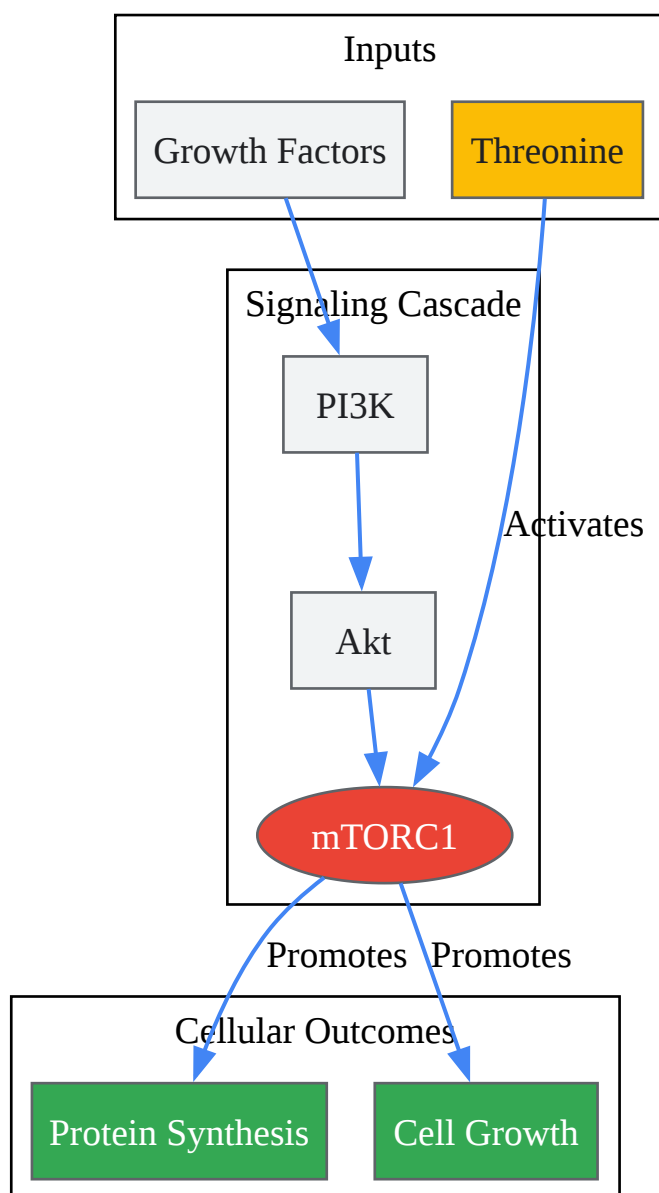 Inputs
Growth Factors
Threonine
Signaling Cascade
PI3K
Activates
Akt
mTORC1
Promotes
Promotes
Cellular Outcomes
Protein Synthesis
Cell Growth